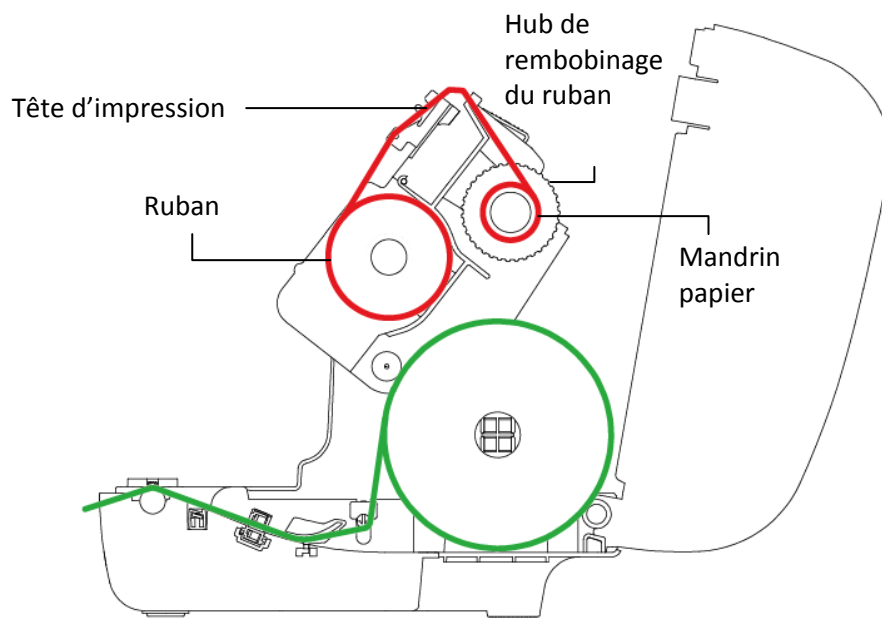 Hub de
rembobinage
du ruban
Tête d’impression
Ruban
Mandrin
papier